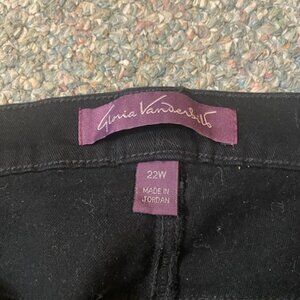 Gloria Vanderbilt
22W
MADE IN
JORDAN